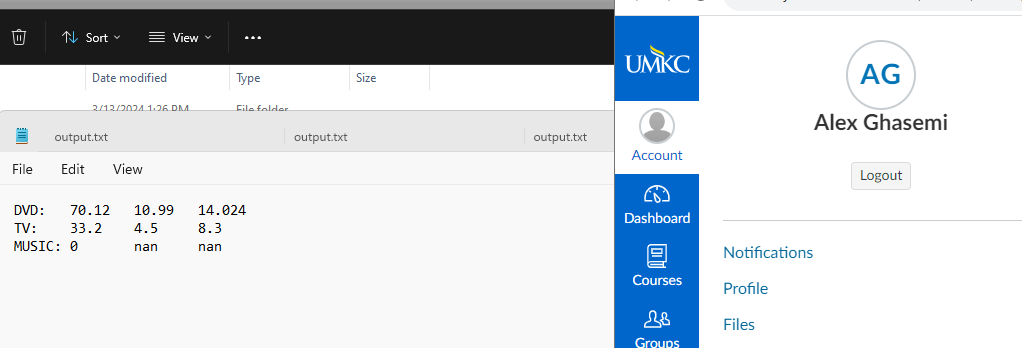 Sort
View
Date modified
Type
Size
3/13/2024 1:26 PM
File folder
output.txt
output.txt
output.txt
File
Edit
View
DVD: 70.12 10.99 14.024
TV: 33.2 4.5 8.3
MUSIC: 0 nan nan
UMKC
Account
Dashboard
Courses
Groups
AG
Alex Ghasemi
Logout
Notifications
Profile
Files